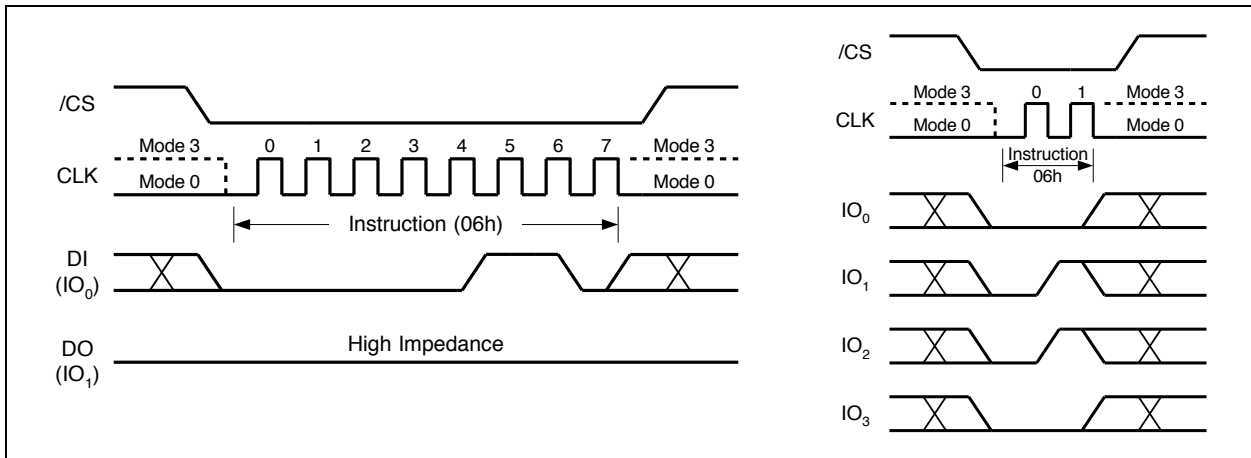 /CS
Mode 3 0 1 2 3 4 5 6 7 Mode 3
CLK
Mode 0 Mode 0
Instruction (06h)
DI
(IO0)
High Impedance
DO
(IO1)
/CS
Mode 3 0 1 Mode 3
CLK
Mode 0 Mode 0
Instruction
06h
IO0
IO1
IO2
IO3